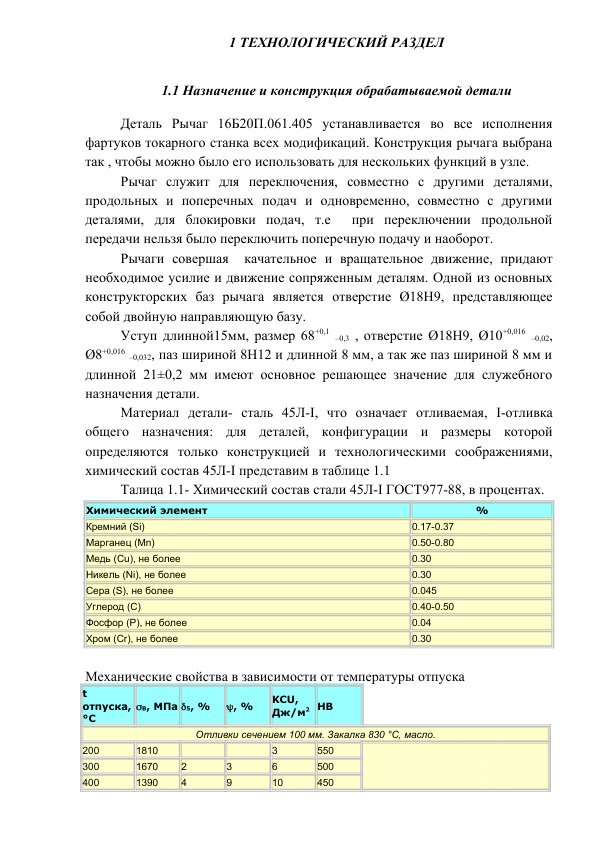 1 ТЕХНОЛОГИЧЕСКИЙ РАЗДЕЛ
1.1 Назначение и конструкция обрабатываемой детали
Деталь Рычаг 16Б20П.061.405 устанавливается во все исполнения
фартуков токарного станка всех модификаций. Конструкция рычага выбрана
так , чтобы можно было его использовать для нескольких функций в узле.
Рычаг служит для переключения, совместно с другими деталями,
продольных и поперечных подач и одновременно, совместно с другими
деталями, для блокировки подач, т.е при переключении продольной
передачи нельзя было переключить поперечную подачу и наоборот.
Рычаги совершая качательное и вращательное движение, придают
необходимое усилие и движение сопряженным деталям. Одной из основных
конструкторских баз рычага является отверстие Ø18Н9, представляющее
собой двойную направляющую базу.
Уступ длинной15мм, размер 68+0,1 –0,3 , отверстие Ø18Н9, Ø10+0,016 –0,02,
Ø8+0,016 –0,032, паз шириной 8Н12 и длинной 8 мм, а так же паз шириной 8 мм и
длинной 21±0,2 мм имеют основное решающее значение для служебного
назначения детали.
Материал детали- сталь 45Л-I, что означает отливаемая, I-отливка
общего назначения: для деталей, конфигурации и размеры которой
определяются только конструкцией и технологическими соображениями,
химический состав 45Л-I представим в таблице 1.1
Талица 1.1- Химический состав стали 45Л-I ГОСТ977-88, в процентах.
Химический элемент %
Кремний (Si) 0.17-0.37
Марганец (Mn) 0.50-0.80
Медь (Cu), не более 0.30
Никель (Ni), не более 0.30
Сера (S), не более 0.045
Углерод (C) 0.40-0.50
Фосфор (P), не более 0.04
Хром (Cr), не более 0.30
Механические свойства в зависимости от температуры отпуска
t отпуска, °С σB, МПа δ5, % ψ, % KCU, Дж/м2 HB
Отливки сечением 100 мм. Закалка 830 °С, масло.
200 1810 3 550
300 1670 2 3 6 500
400 1390 4 9 10 450